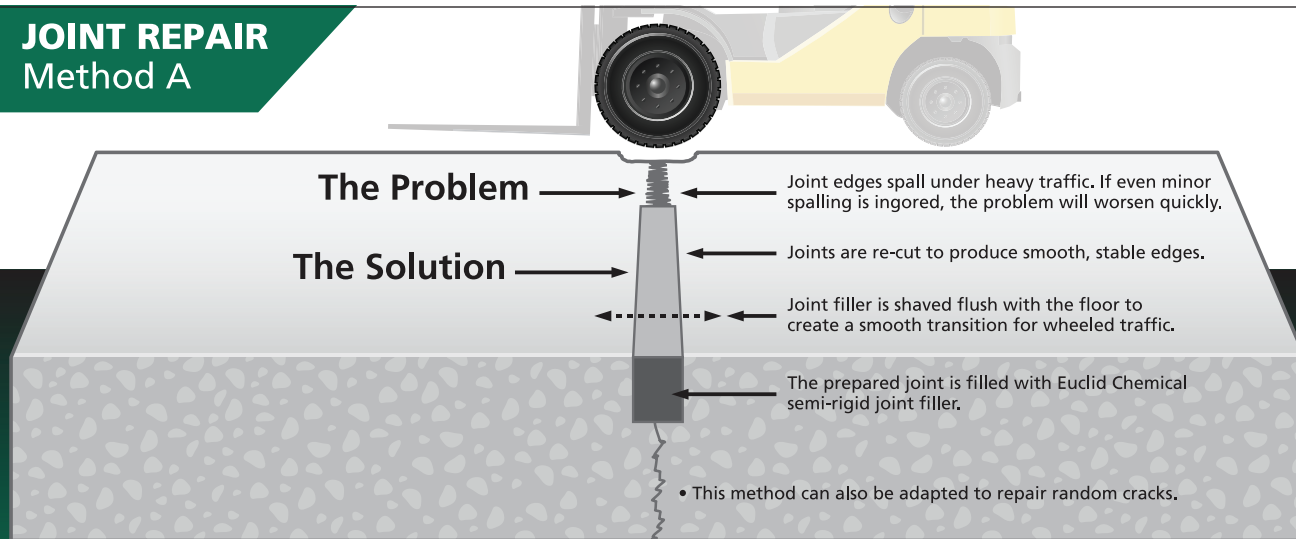 JOINT REPAIR
Method A
The Problem
Joint edges spall under heavy traffic. If even minor
spalling is ingored, the problem will worsen quickly.
The Solution
Joints are re-cut to produce smooth, stable edges.
Joint filler is shaved flush with the floor to
create a smooth transition for wheeled traffic.
The prepared joint is filled with Euclid Chemical
semi-rigid joint filler.
• This method can also be adapted to repair random cracks.